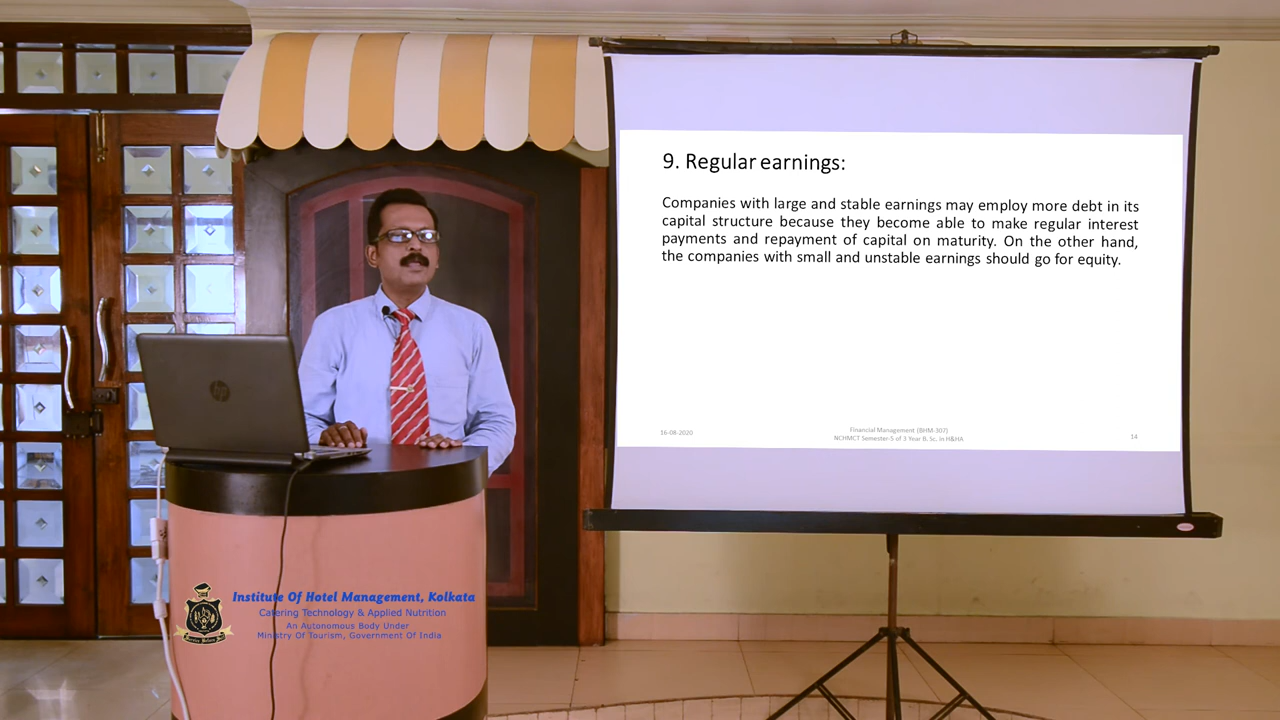 9. Regular earnings:
Companies with large and stable earnings may employ more debt in its
capital structure because they become able to make regular interest
payments and repayment of capital on maturity. On the other hand,
the companies with small and unstable earnings should go for equity.
16-08-2020
Financial Management (BHM-307)
NCHMCT Semester-5 of 3 Year B. Sc. in H&HA
14
hp
Institute Of Hotel Management, Kolkata
Catering Technology & Applied Nutrition
An Autonomous Body Under
Ministry Of Tourism, Government Of India